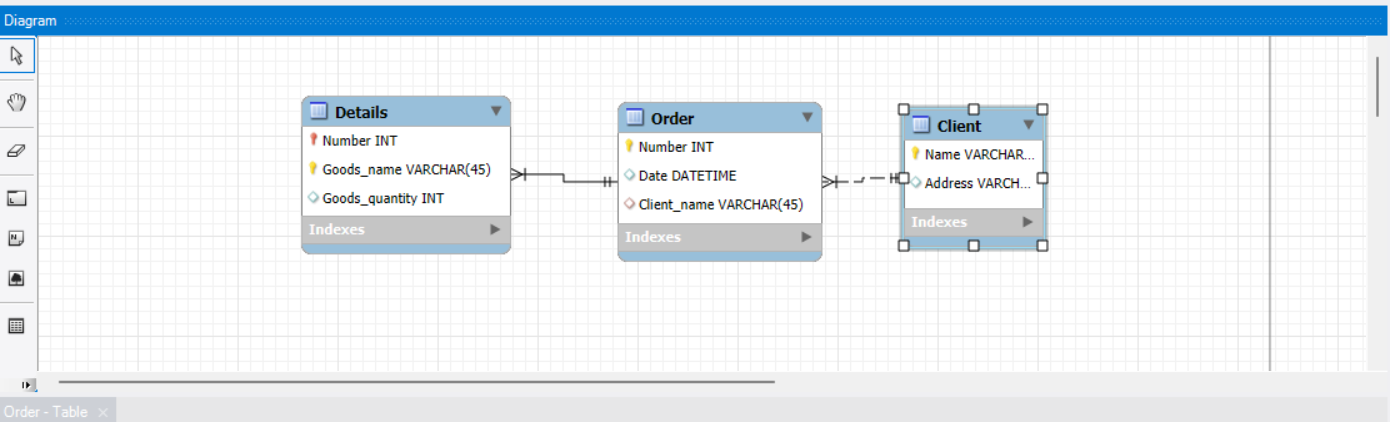 Diagram
Details
Number INT
Goods_name VARCHAR(45)
Goods_quantity INT
Indexes
Order
Number INT
Date DATETIME
Client_name VARCHAR(45)
Indexes
Client
Name VARCHAR...
Address VARCH...
Indexes
Order - Table